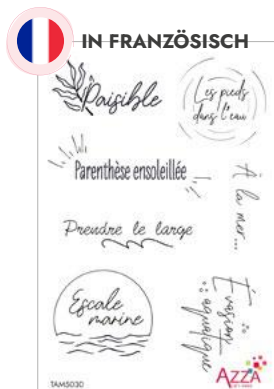 IN FRANZÖSISCH
Paisible
Les pieds
dans l'eau
Parenthèse ensoleillée
À la mer...
Prendre le large
Escale
marine
Évasion
aquatique
TAMS030
AZZA